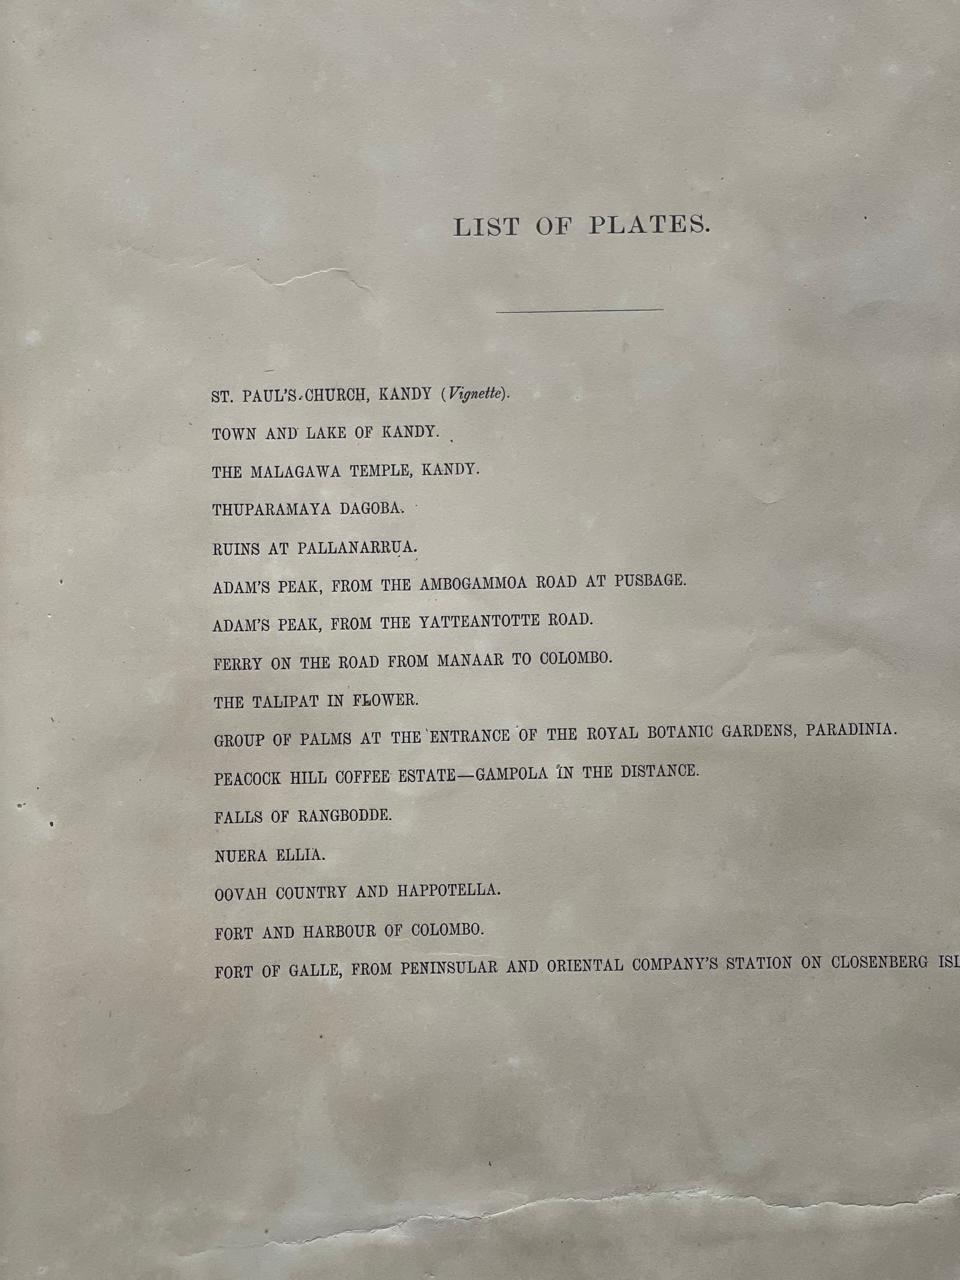 LIST OF PLATES.
ST. PAUL'S CHURCH, KANDY (Vignette).
TOWN AND LAKE OF KANDY.
THE MALAGAWA TEMPLE, KANDY.
THUPARAMAYA DAGOBA.
RUINS AT PALLANARRUA.
ADAM'S PEAK, FROM THE AMBOGAMMOA ROAD AT PUSBAGE.
ADAM'S PEAK, FROM THE YATTEANTOTTE ROAD.
FERRY ON THE ROAD FROM MANAAR TO COLOMBO.
THE TALIPAT IN FLOWER.
GROUP OF PALMS AT THE ENTRANCE OF THE ROYAL BOTANIC GARDENS, PARADINIA.
PEACOCK HILL COFFEE ESTATE—GAMPOLA IN THE DISTANCE.
FALLS OF RANGBODDE.
NUERA ELLIA.
OOVAH COUNTRY AND HAPPOTELLA.
FORT AND HARBOUR OF COLOMBO.
FORT OF GALLE, FROM PENINSULAR AND ORIENTAL COMPANY'S STATION ON CLOSENBERG